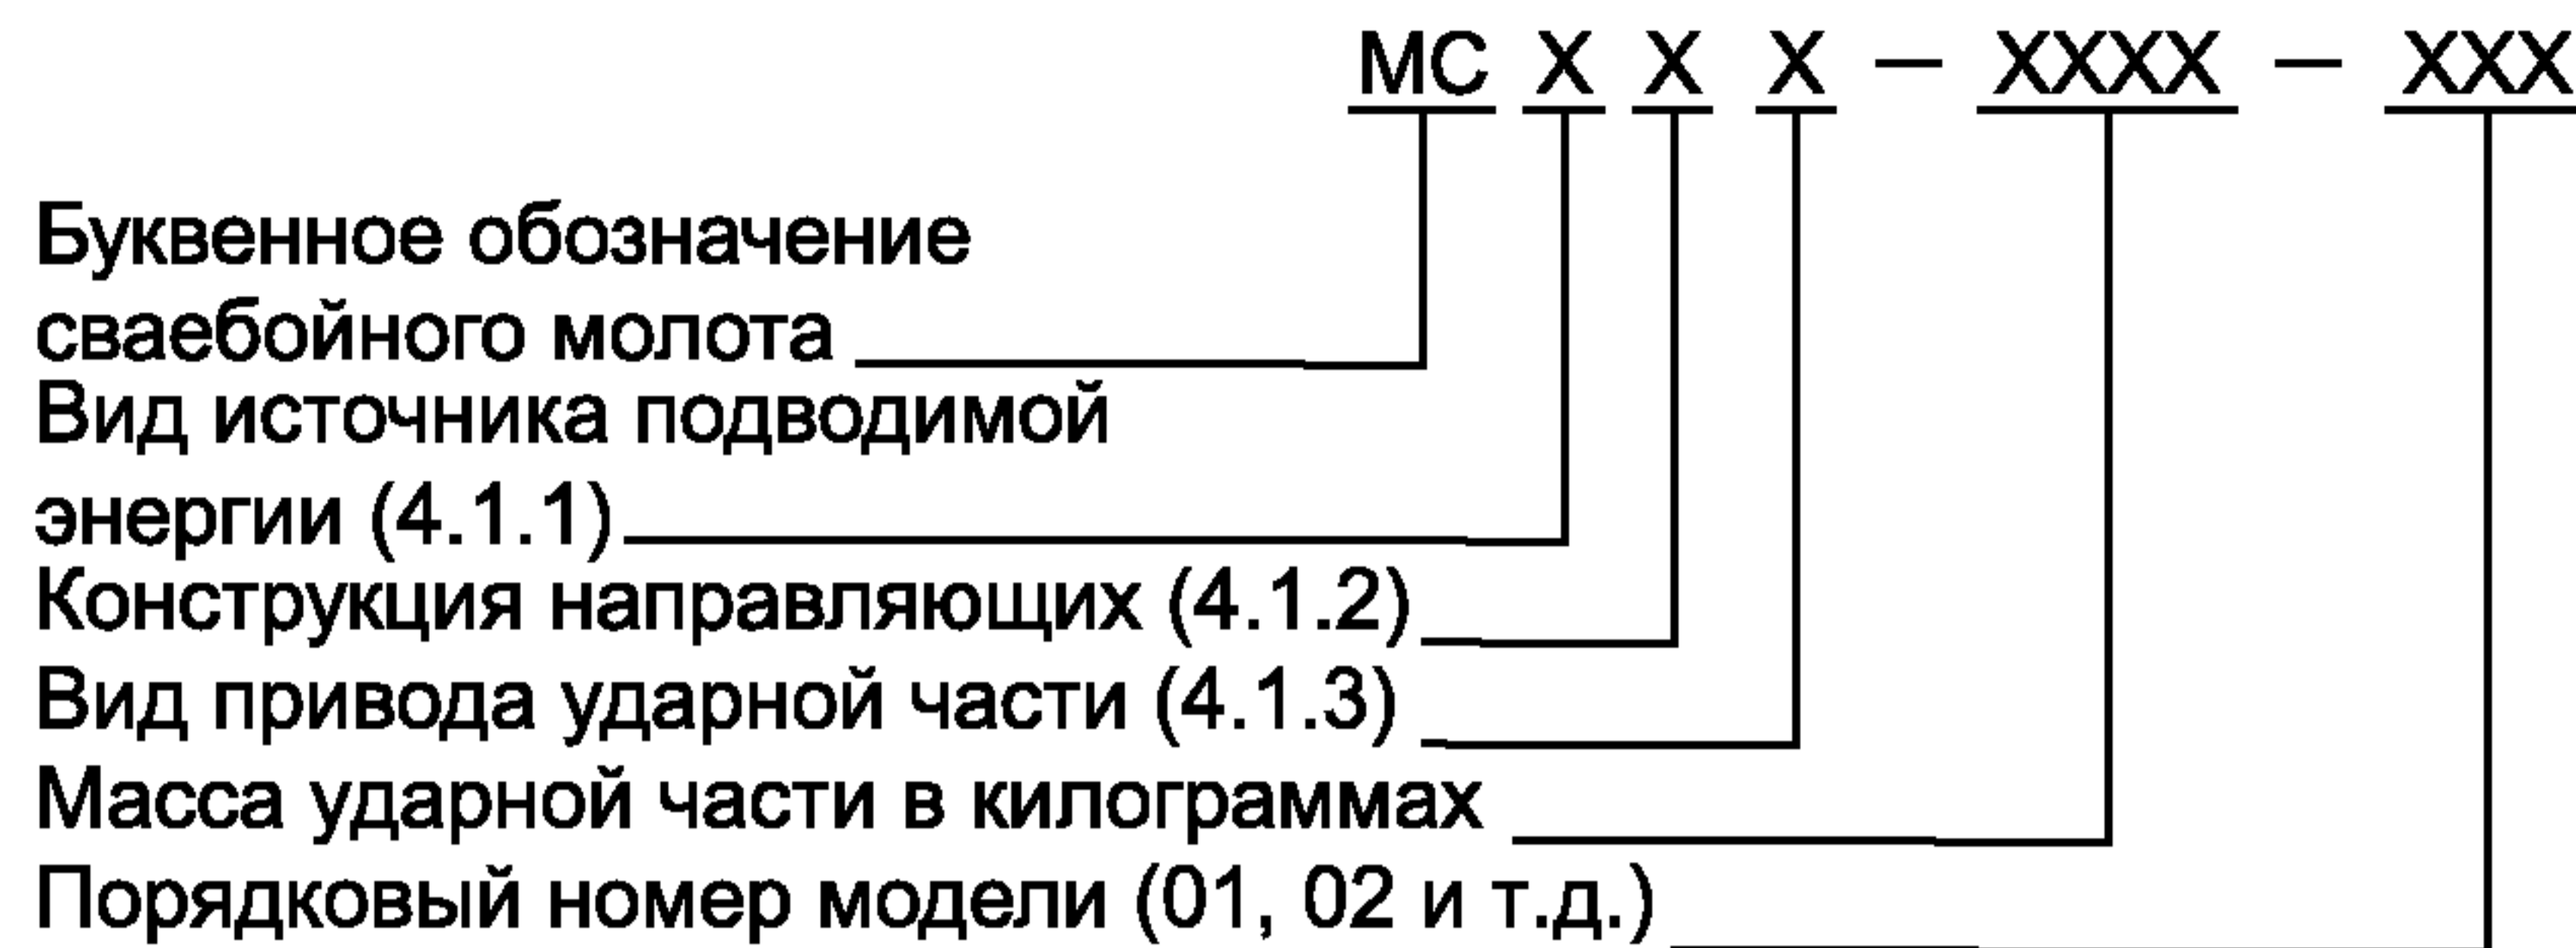 МС Х Х Х — ХХХХ — ХХХ
Буквенное обозначение
сваебойного молота
Вид источника подводимой
энергии (4.1.1)
Конструкция направляющих (4.1.2)
Вид привода ударной части (4.1.3)
Масса ударной части в килограммах
Порядковый номер модели (01, 02 и т.д.)